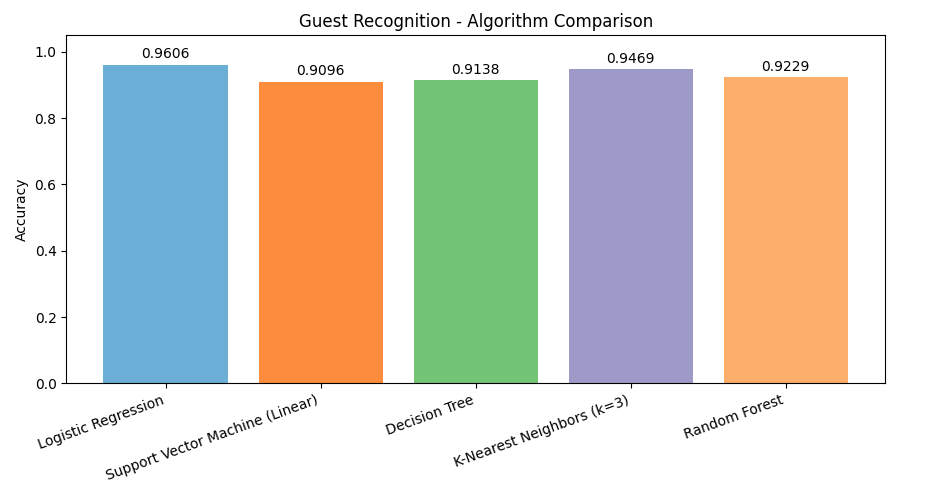 Guest Recognition - Algorithm Comparison
Accuracy
1.0
0.8
0.6
0.4
0.2
0.0
0.9606
0.9096
0.9138
0.9469
0.9229
Logistic Regression
Support Vector Machine (Linear)
Decision Tree
K-Nearest Neighbors (k=3)
Random Forest